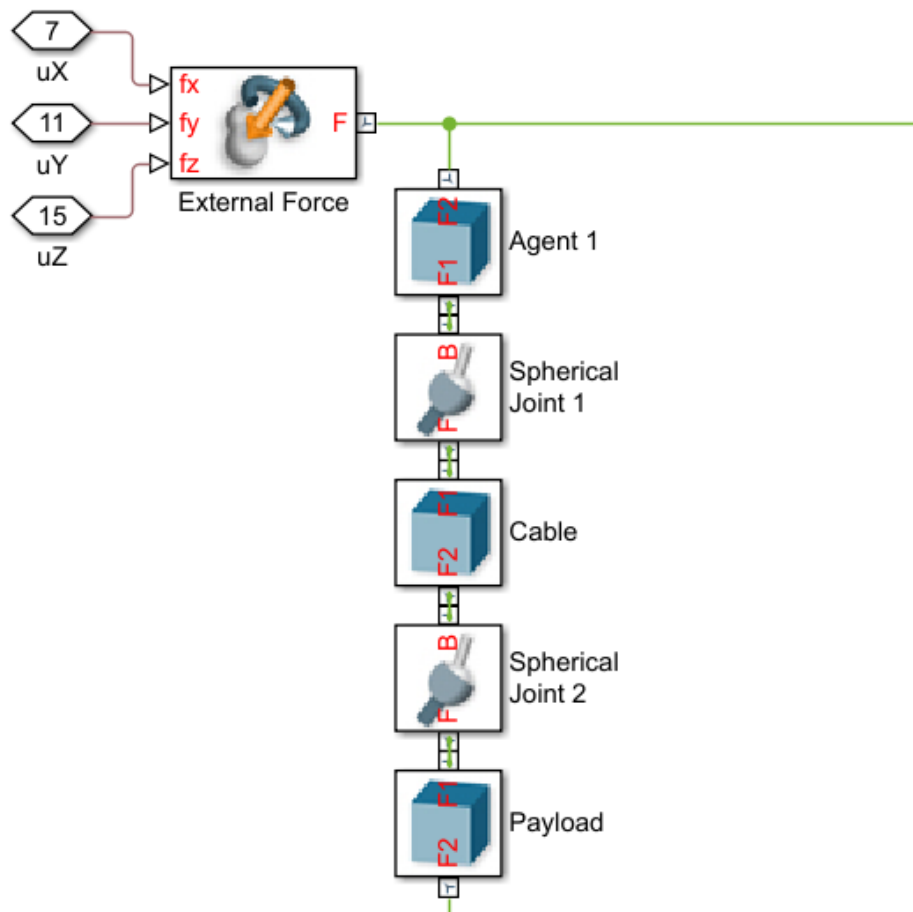 7
uX
fx
11
fy
F
uY
15
fz
uZ
External Force
F2
Agent 1
F1
B
Spherical
Joint 1
F
F1
Cable
F2
B
Spherical
Joint 2
F
F1
Payload
F2